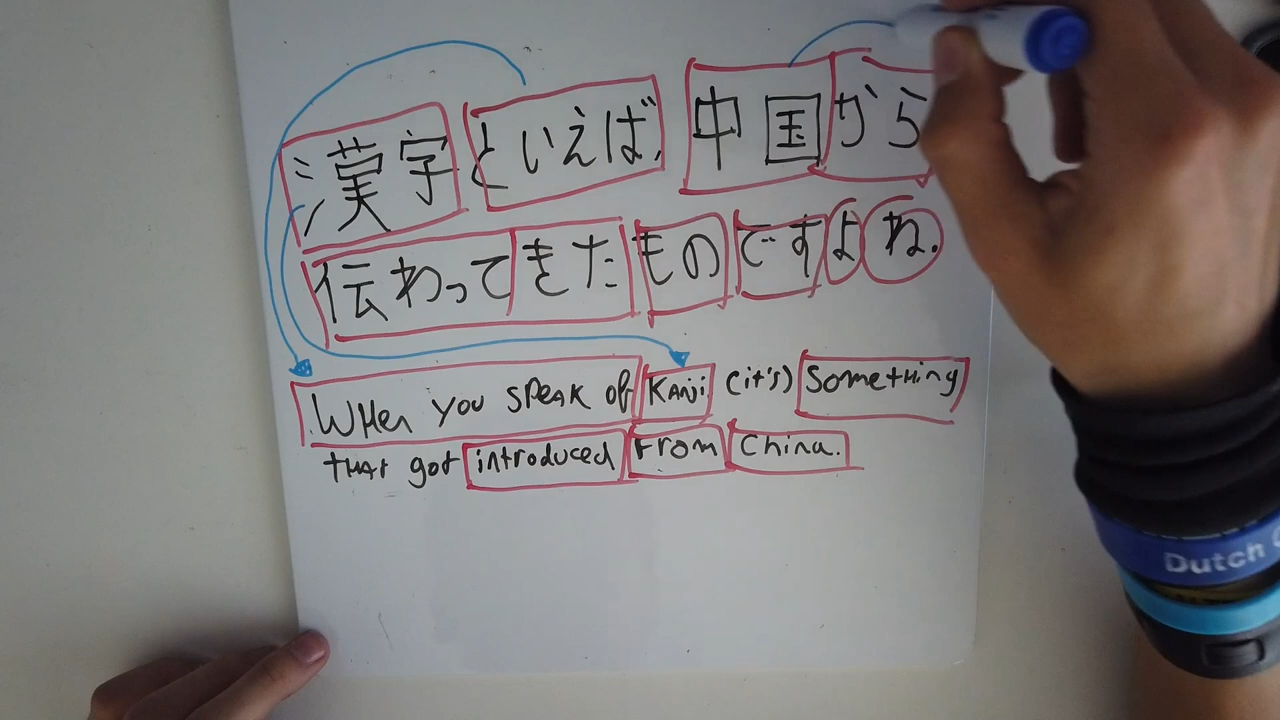 漢字といえば、中国から
伝わってきたものですよね.
WHen you speak of Kanji (it's) something
that got introduced from China.
Dutch